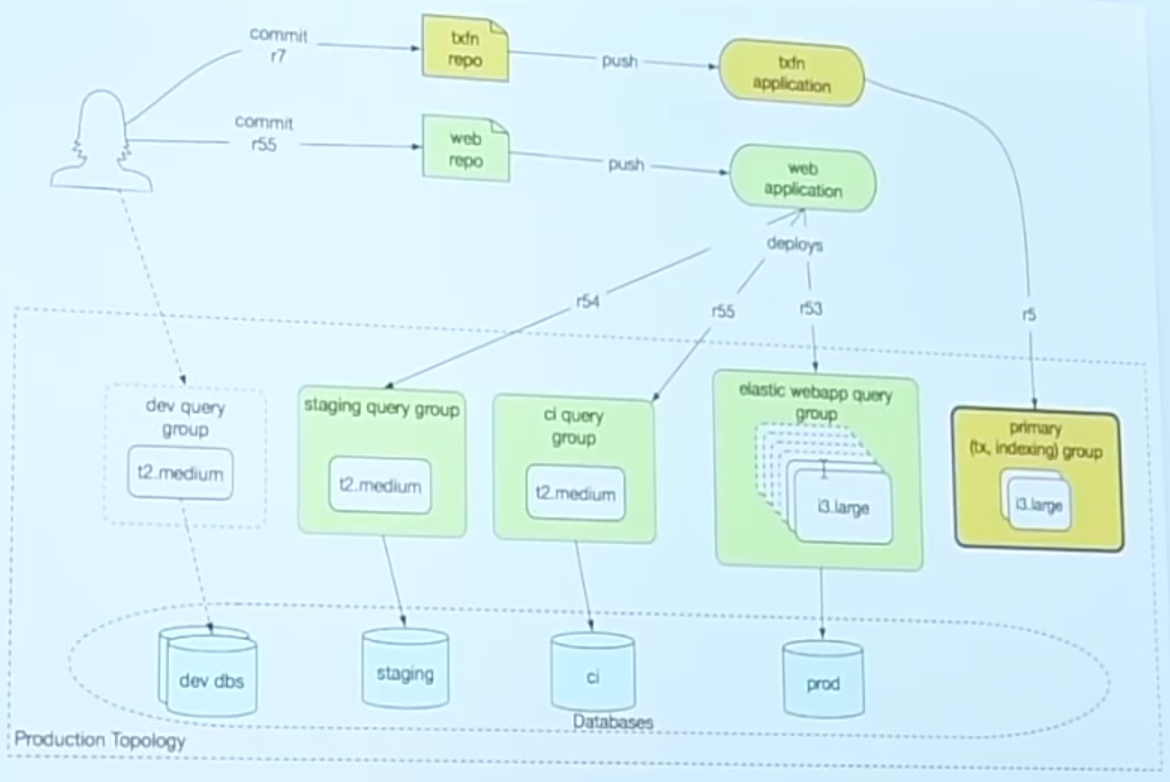 commit
r7
txfn
repo
push
txfn
application
commit
r55
web
repo
push
web
application
deploys
r54
r55
r53
r5
dev query
group
t2.medium
staging query group
t2.medium
ci query
group
t2.medium
elastic webapp query
group
i3.large
primary
(tx, indexing) group
i3.large
dev dbs
staging
ci
prod
Databases
Production Topology